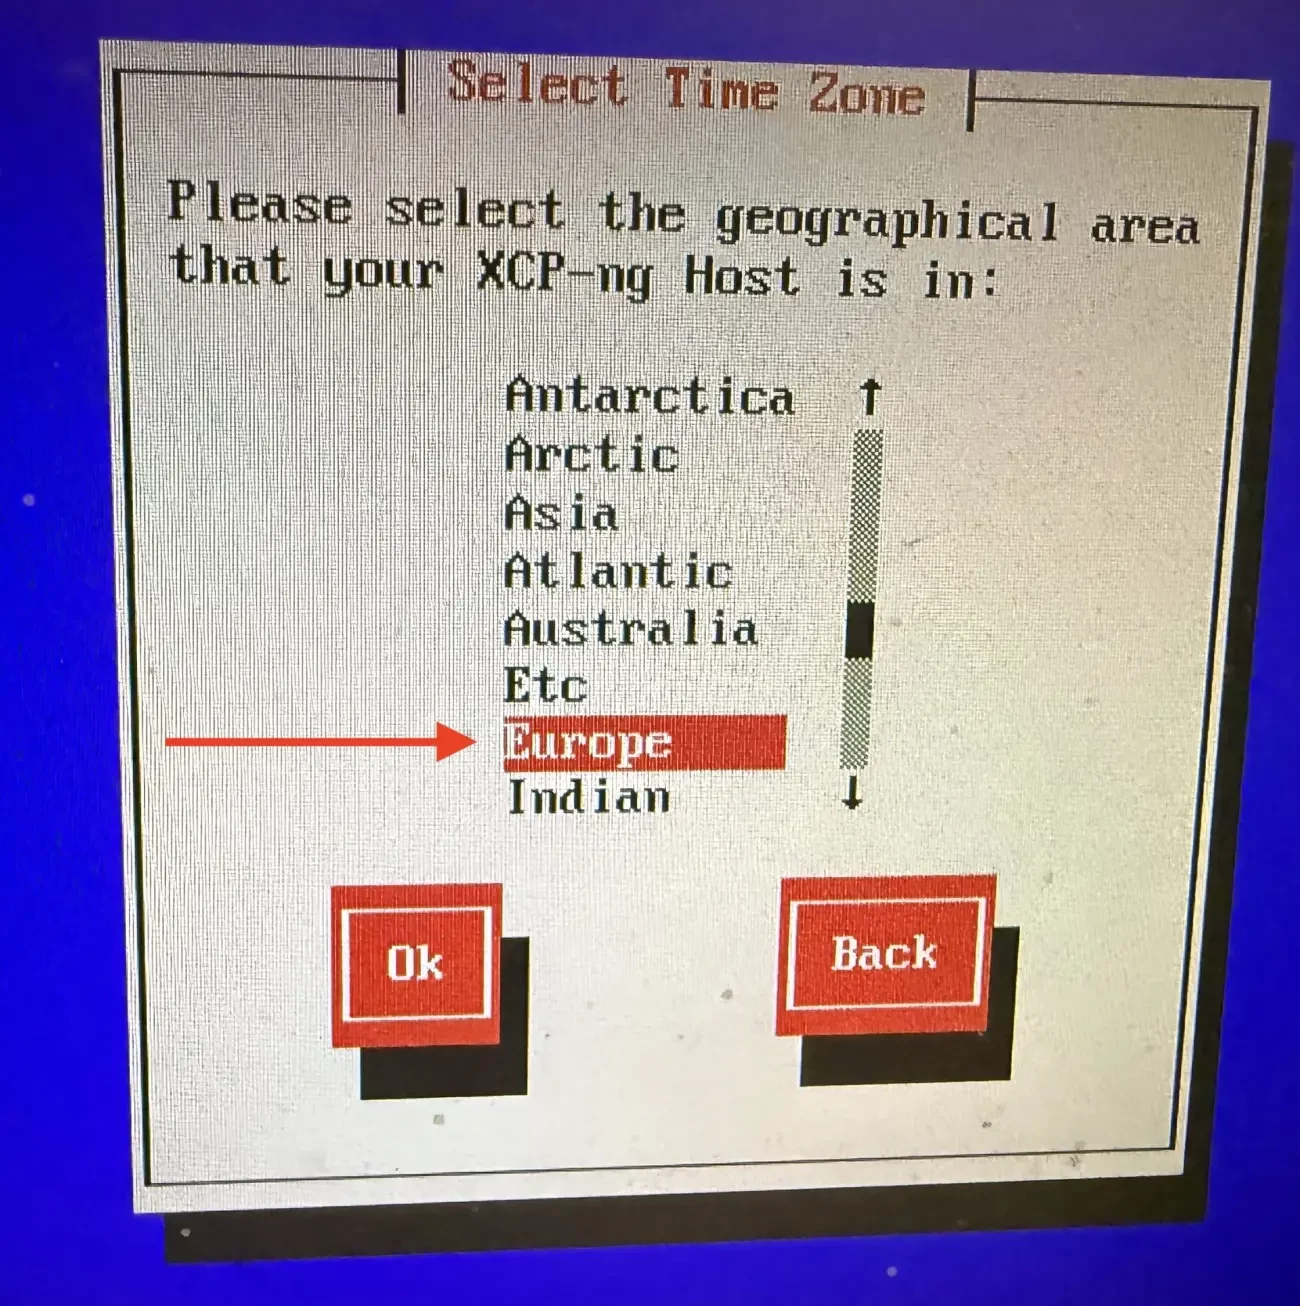 Select Time Zone
Please select the geographical area
that your XCP-ng Host is in:
Antarctica
Arctic
Asia
Atlantic
Australia
Etc
Europe
Indian
Ok
Back